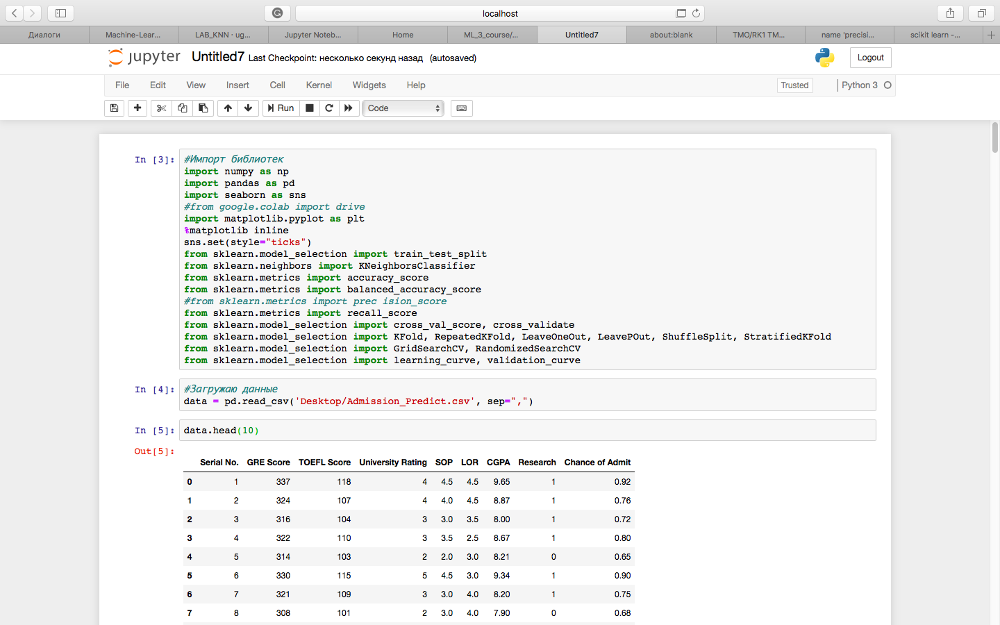 localhost
Диалоги Machine-Lear... LAB_KNN · ug... Jupyter Noteb... Home ML_3_course/... Untitled7 about:blank TMO/RK1 TM... name 'precisi... scikit learn -...
jupyter Untitled7 Last Checkpoint: несколько секунд назад (autosaved) Logout
File Edit View Insert Cell Kernel Widgets Help Trusted Python 3
Run Code
In [3]: #Импорт библиотек
import numpy as np
import pandas as pd
import seaborn as sns
#from google.colab import drive
import matplotlib.pyplot as plt
%matplotlib inline
sns.set(style="ticks")
from sklearn.model_selection import train_test_split
from sklearn.neighbors import KNeighborsClassifier
from sklearn.metrics import accuracy_score
from sklearn.metrics import balanced_accuracy_score
#from sklearn.metrics import prec ision_score
from sklearn.metrics import recall_score
from sklearn.model_selection import cross_val_score, cross_validate
from sklearn.model_selection import KFold, RepeatedKFold, LeaveOneOut, LeavePOut, ShuffleSplit, StratifiedKFold
from sklearn.model_selection import GridSearchCV, RandomizedSearchCV
from sklearn.model_selection import learning_curve, validation_curve
In [4]: #Загружаю данные
data = pd.read_csv('Desktop/Admission_Predict.csv', sep=",")
In [5]: data.head(10)
Out[5]:
Serial No. GRE Score TOEFL Score University Rating SOP LOR CGPA Research Chance of Admit
0 1 337 118 4 4.5 4.5 9.65 1 0.92
1 2 324 107 4 4.0 4.5 8.87 1 0.76
2 3 316 104 3 3.0 3.5 8.00 1 0.72
3 4 322 110 3 3.5 2.5 8.67 1 0.80
4 5 314 103 2 2.0 3.0 8.21 0 0.65
5 6 330 115 5 4.5 3.0 9.34 1 0.90
6 7 321 109 3 3.0 4.0 8.20 1 0.75
7 8 308 101 2 3.0 4.0 7.90 0 0.68